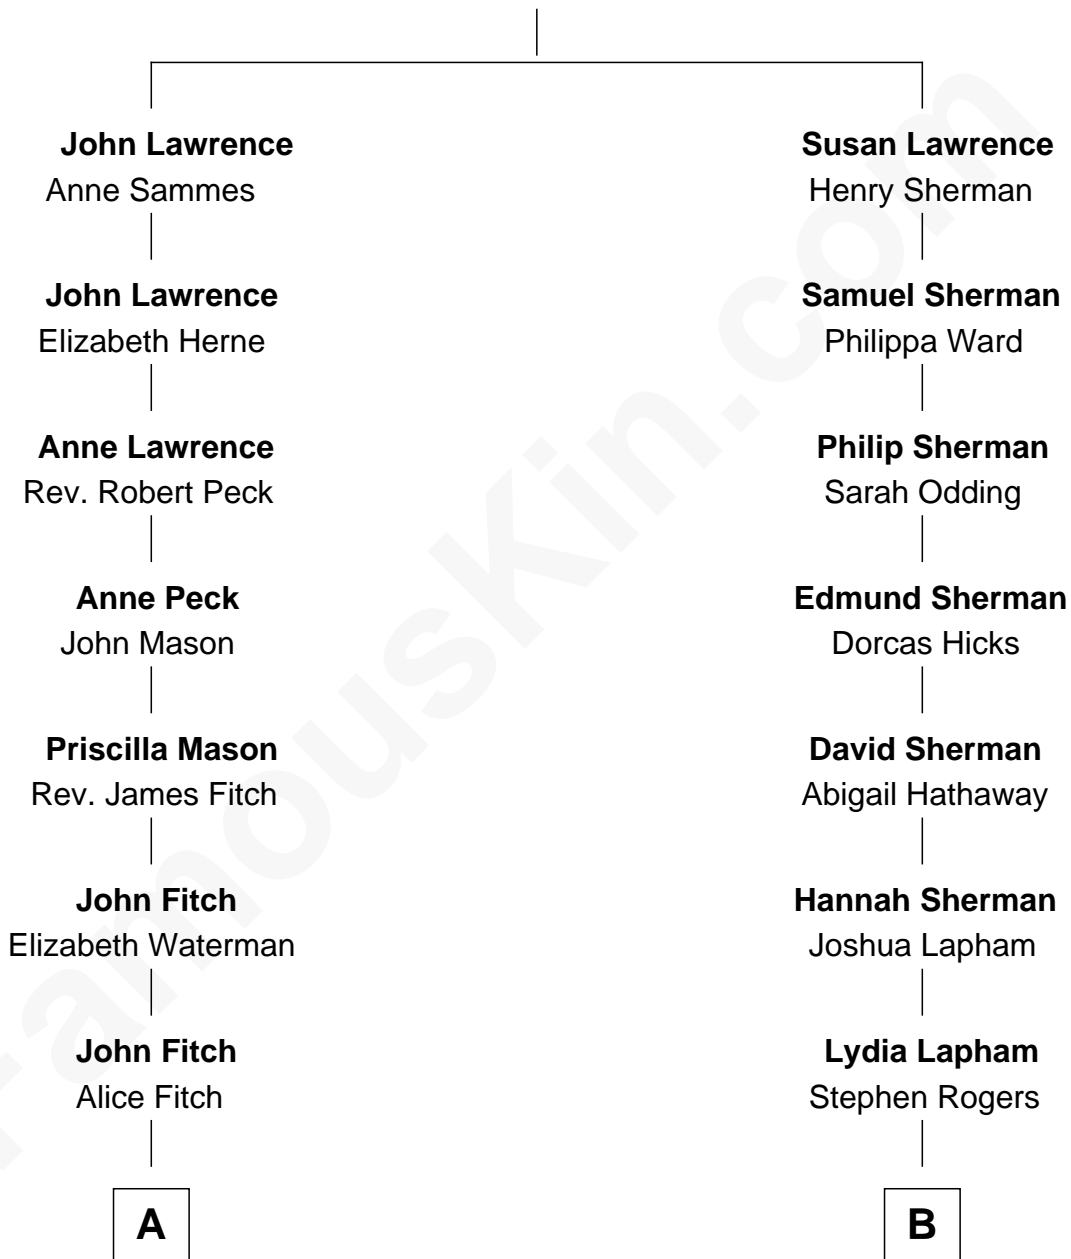 John Lawrence
Anne Sammes
John Lawrence
Elizabeth Herne
Anne Lawrence
Rev. Robert Peck
Anne Peck
John Mason
Priscilla Mason
Rev. James Fitch
John Fitch
Elizabeth Waterman
John Fitch
Alice Fitch
A
Susan Lawrence
Henry Sherman
Samuel Sherman
Philippa Ward
Philip Sherman
Sarah Odding
Edmund Sherman
Dorcas Hicks
David Sherman
Abigail Hathaway
Hannah Sherman
Joshua Lapham
Lydia Lapham
Stephen Rogers
B
FamousKin.com